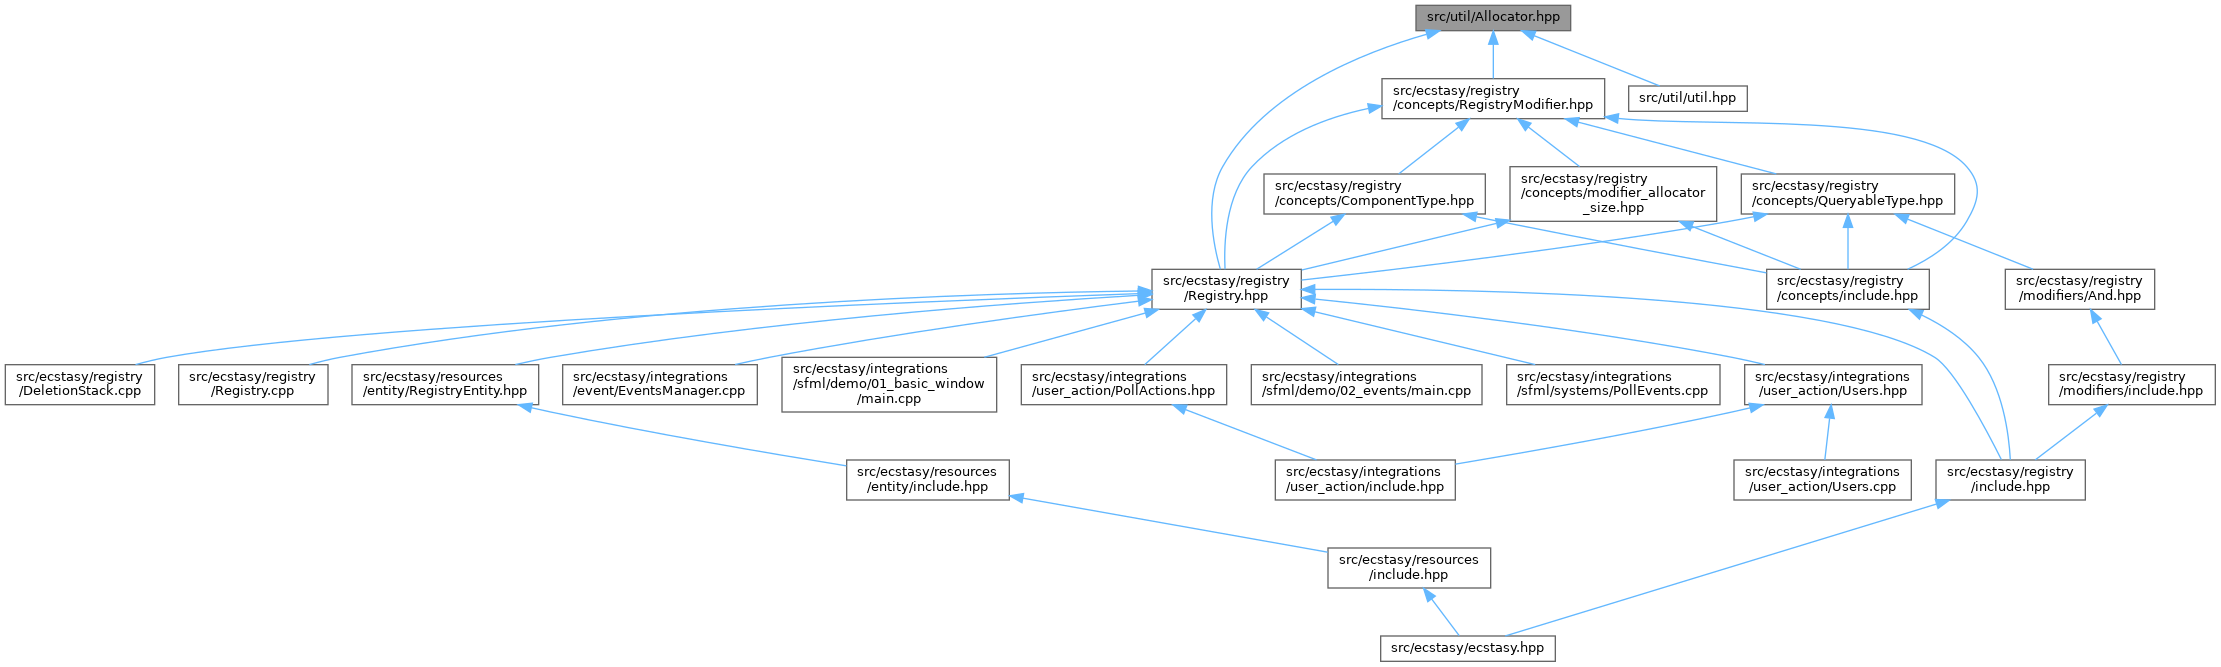 src/util/Allocator.hpp
src/ecstasy/registry
/concepts/RegistryModifier.hpp
src/util/util.hpp
src/ecstasy/registry
/concepts/ComponentType.hpp
src/ecstasy/registry
/concepts/modifier_allocator
_size.hpp
src/ecstasy/registry
/concepts/QueryableType.hpp
src/ecstasy/registry
/Registry.hpp
src/ecstasy/registry
/concepts/include.hpp
src/ecstasy/registry
/modifiers/And.hpp
src/ecstasy/registry
/DeletionStack.cpp
src/ecstasy/registry
/Registry.cpp
src/ecstasy/resources
/entity/RegistryEntity.hpp
src/ecstasy/integrations
/event/EventsManager.cpp
src/ecstasy/integrations
/sfml/demo/01_basic_window
/main.cpp
src/ecstasy/integrations
/user_action/PollActions.hpp
src/ecstasy/integrations
/sfml/demo/02_events/main.cpp
src/ecstasy/integrations
/sfml/systems/PollEvents.cpp
src/ecstasy/integrations
/user_action/Users.hpp
src/ecstasy/registry
/modifiers/include.hpp
src/ecstasy/resources
/entity/include.hpp
src/ecstasy/integrations
/user_action/include.hpp
src/ecstasy/integrations
/user_action/Users.cpp
src/ecstasy/registry
/include.hpp
src/ecstasy/resources
/include.hpp
src/ecstasy/ecstasy.hpp